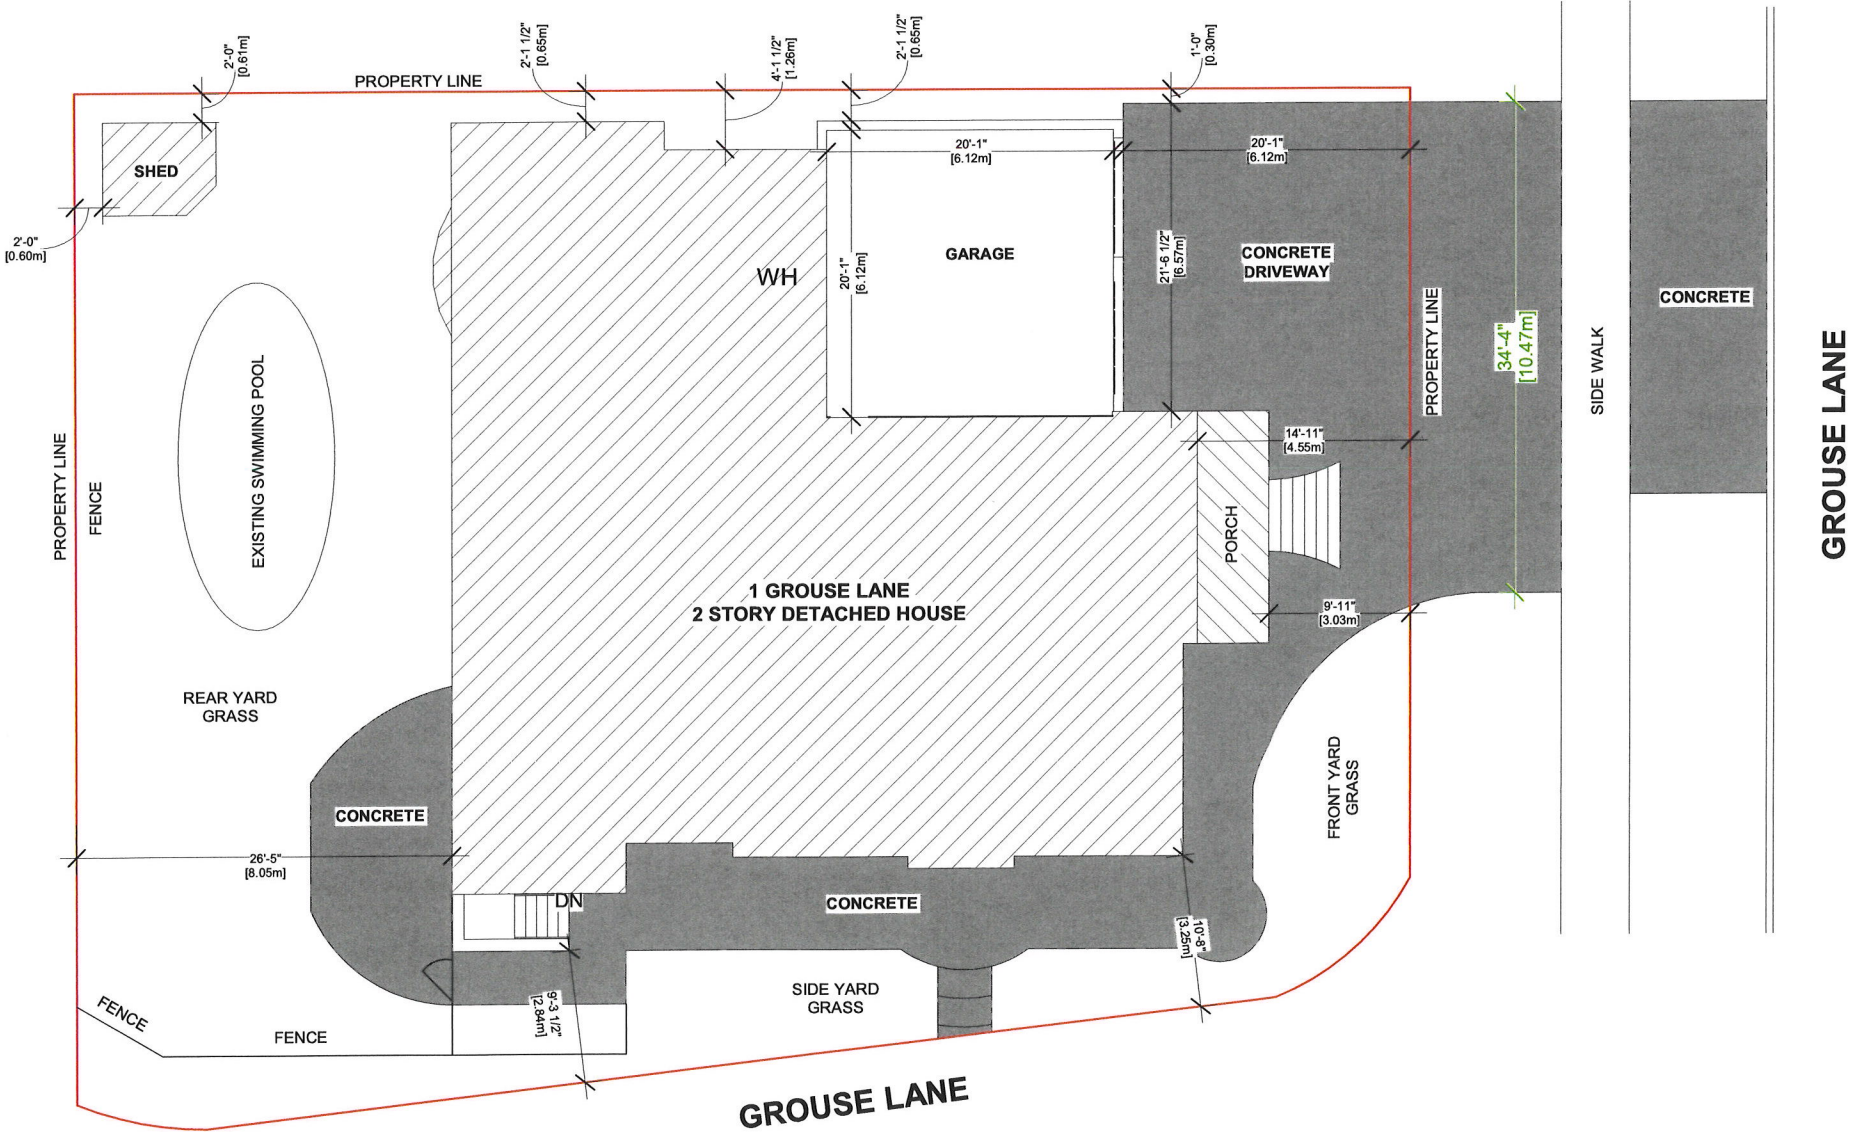 2'-0"
[0.61m]
PROPERTY LINE
2'-1 1/2"
[0.65m]
4'-1 1/2"
[1.26m]
2'-1 1/2"
[0.65m]
1'-0"
[0.30m]
SHED
2'-0"
[0.60m]
20'-1"
[6.12m]
20'-1"
[6.12m]
WH
20'-1"
[6.12m]
GARAGE
21'-6 1/2"
[6.57m]
CONCRETE
DRIVEWAY
PROPERTY LINE
34'-4"
[10.47m]
SIDE WALK
CONCRETE
GROUSE LANE
PROPERTY LINE
FENCE
EXISTING SWIMMING POOL
14'-11"
[4.55m]
PORCH
1 GROUSE LANE
2 STORY DETACHED HOUSE
9'-11"
[3.03m]
REAR YARD
GRASS
FRONT YARD
GRASS
CONCRETE
26'-5"
[8.05m]
DN
CONCRETE
10'-8"
[3.25m]
9'-3 1/2"
[2.84m]
SIDE YARD
GRASS
FENCE
FENCE
GROUSE LANE